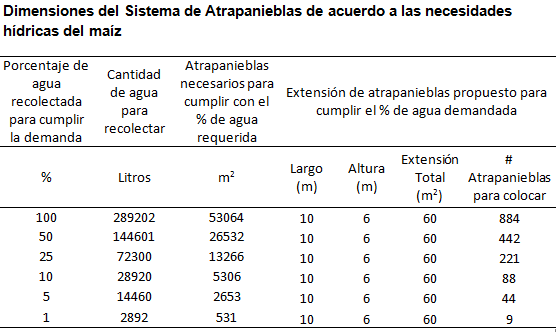 Dimensiones del Sistema de Atrapanieblas de acuerdo a las necesidades
hídricas del maíz
Porcentaje de agua recolectada para cumplir la demanda | Cantidad de agua para recolectar | Atrapanieblas necesarios para cumplir con el % de agua requerida | Extensión de atrapanieblas propuesto para cumplir el % de agua demandada
% | Litros | m² | Largo (m) | Altura (m) | Extensión Total (m²) | # Atrapanieblas para colocar
100 | 289202 | 53064 | 10 | 6 | 60 | 884
50 | 144601 | 26532 | 10 | 6 | 60 | 442
25 | 72300 | 13266 | 10 | 6 | 60 | 221
10 | 28920 | 5306 | 10 | 6 | 60 | 88
5 | 14460 | 2653 | 10 | 6 | 60 | 44
1 | 2892 | 531 | 10 | 6 | 60 | 9